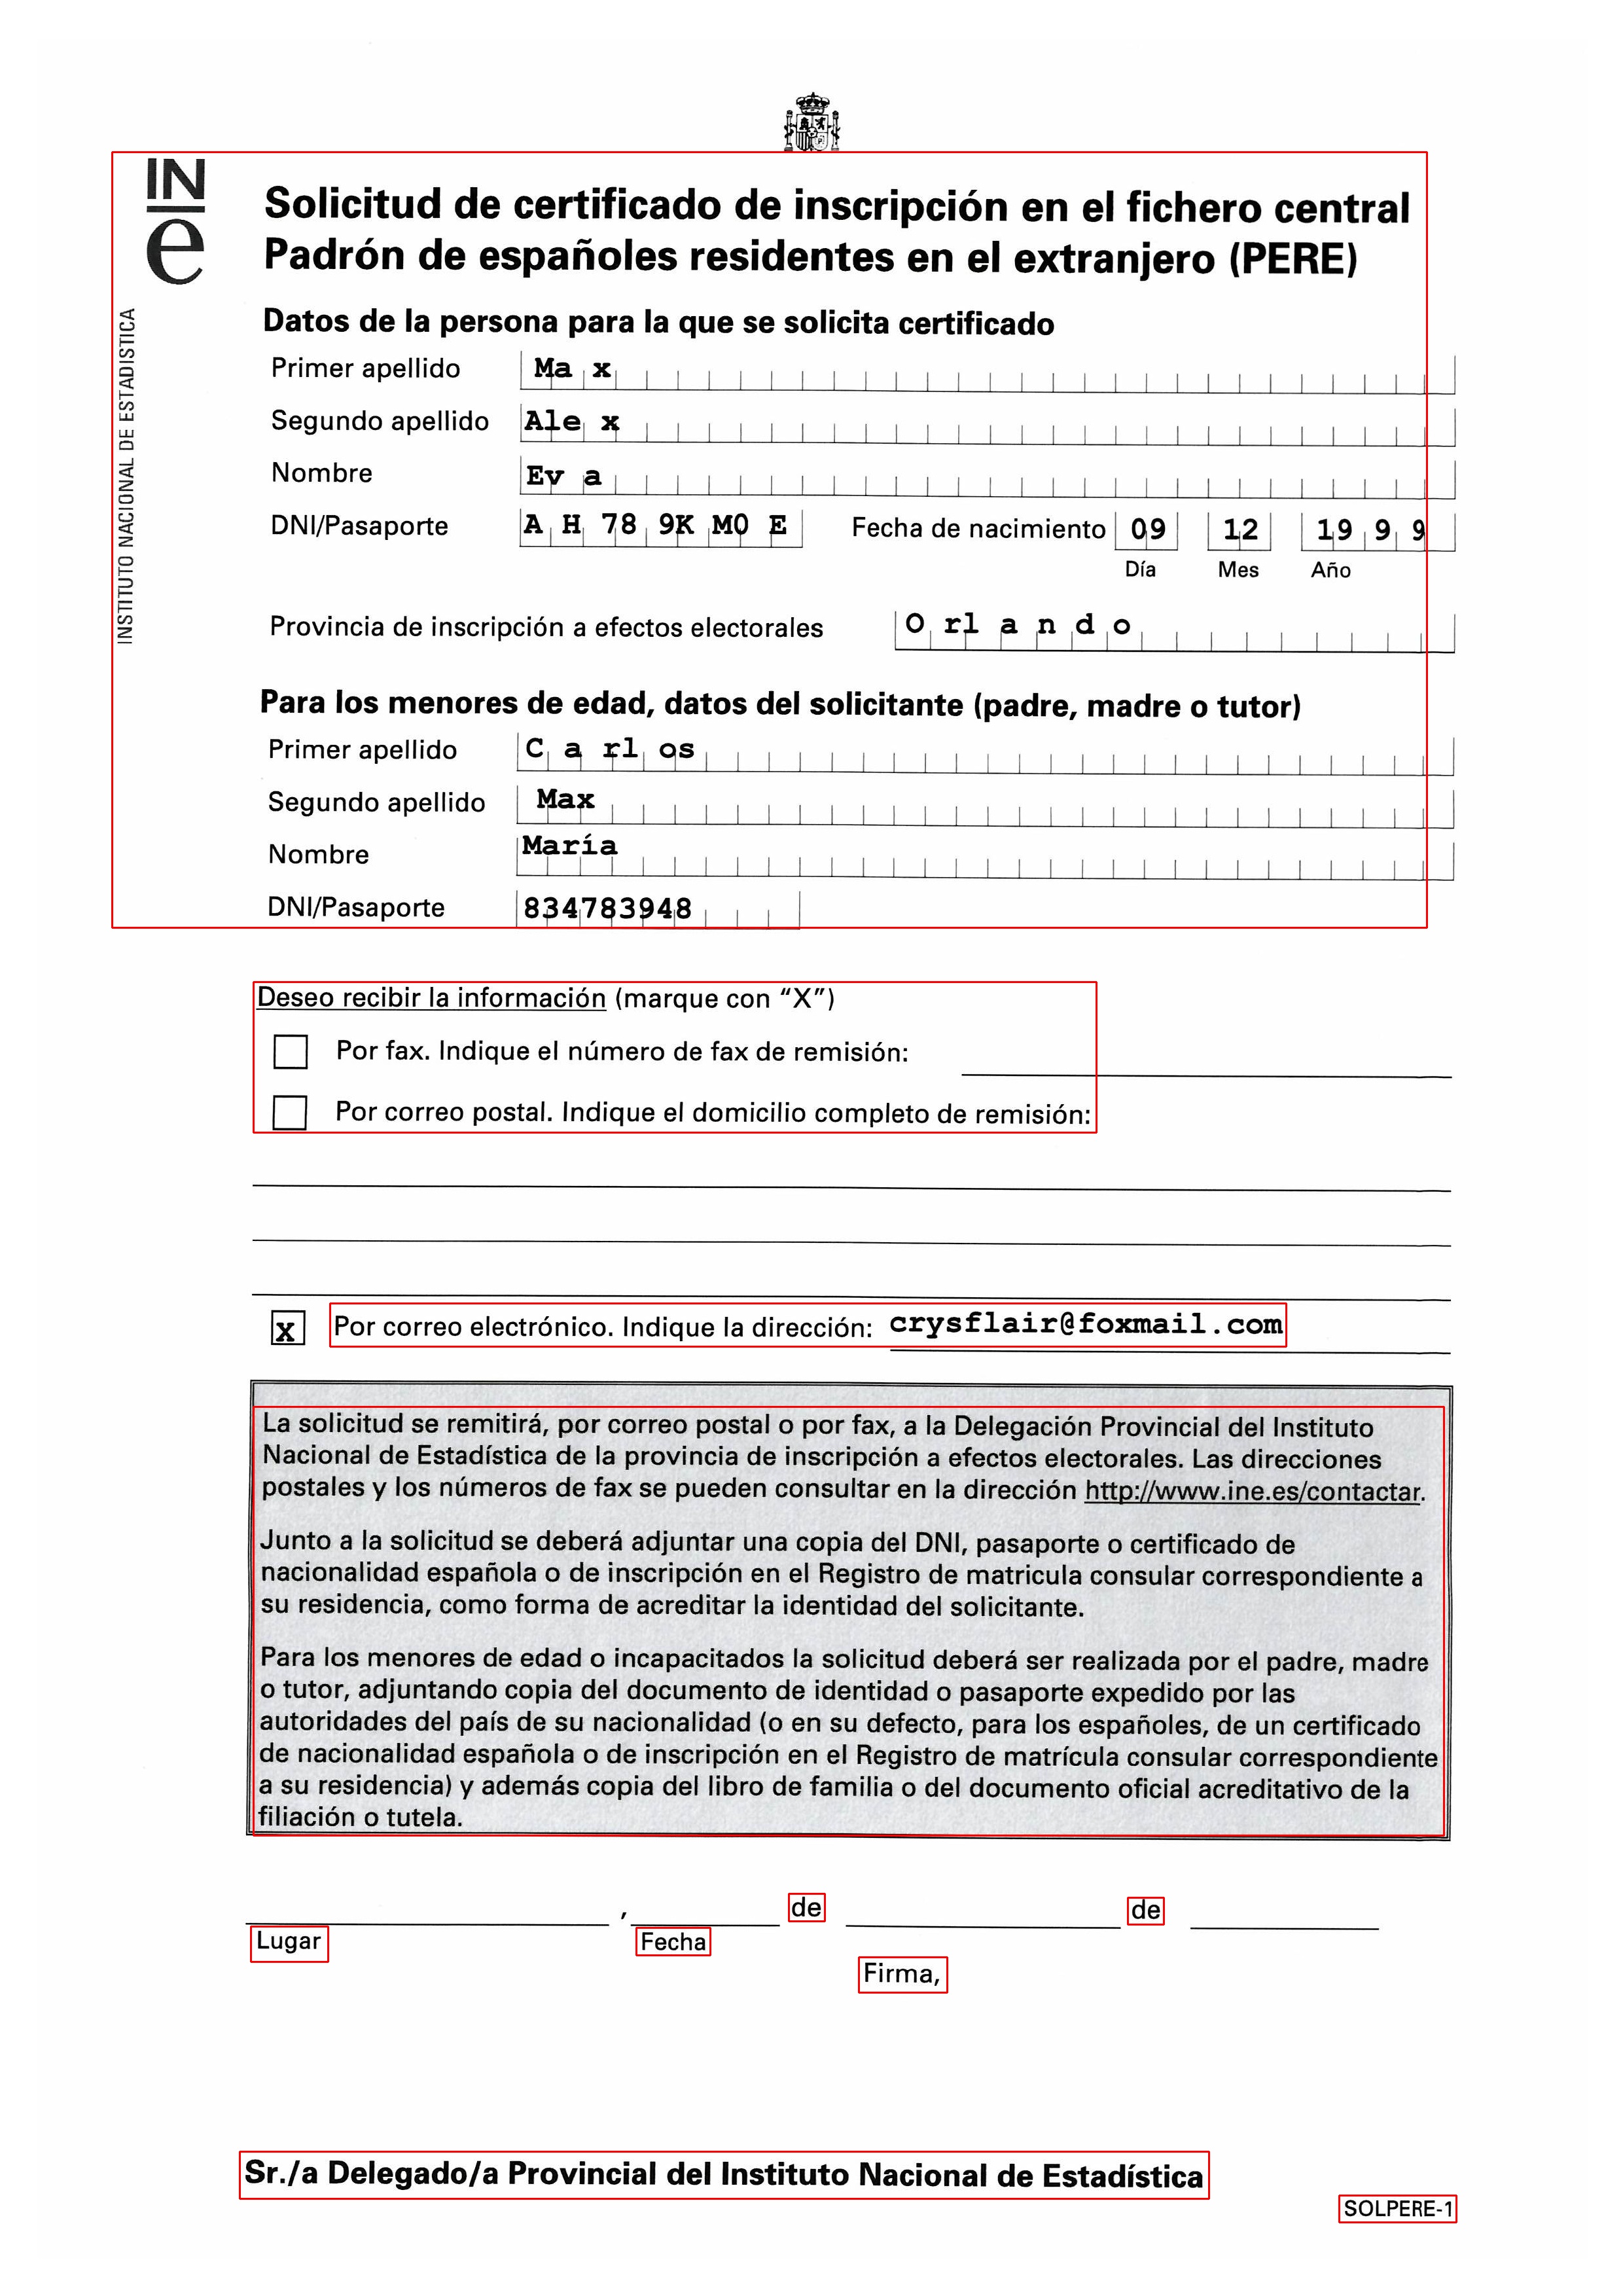 INe
INSTITUTO NACIONAL DE ESTADISTICA
Solicitud de certificado de inscripción en el fichero central
Padrón de españoles residentes en el extranjero (PERE)
Datos de la persona para la que se solicita certificado
Primer apellido Ma x
Segundo apellido Ale x
Nombre Ev a
DNI/Pasaporte A H 78 9K M0 E Fecha de nacimiento 09 12 19 9 9
Día Mes Año
Provincia de inscripción a efectos electorales O rl a n d o
Para los menores de edad, datos del solicitante (padre, madre o tutor)
Primer apellido C a rl os
Segundo apellido Max
Nombre María
DNI/Pasaporte 834783948
Deseo recibir la información (marque con “X”)
Por fax. Indique el número de fax de remisión:
Por correo postal. Indique el domicilio completo de remisión:
x Por correo electrónico. Indique la dirección: crysflair@foxmail.com
La solicitud se remitirá, por correo postal o por fax, a la Delegación Provincial del Instituto
Nacional de Estadística de la provincia de inscripción a efectos electorales. Las direcciones
postales y los números de fax se pueden consultar en la dirección http://www.ine.es/contactar.
Junto a la solicitud se deberá adjuntar una copia del DNI, pasaporte o certificado de
nacionalidad española o de inscripción en el Registro de matricula consular correspondiente a
su residencia, como forma de acreditar la identidad del solicitante.
Para los menores de edad o incapacitados la solicitud deberá ser realizada por el padre, madre
o tutor, adjuntando copia del documento de identidad o pasaporte expedido por las
autoridades del país de su nacionalidad (o en su defecto, para los españoles, de un certificado
de nacionalidad española o de inscripción en el Registro de matrícula consular correspondiente
a su residencia) y además copia del libro de familia o del documento oficial acreditativo de la
filiación o tutela.
, de de
Lugar Fecha
Firma,
Sr./a Delegado/a Provincial del Instituto Nacional de Estadística
SOLPERE-1